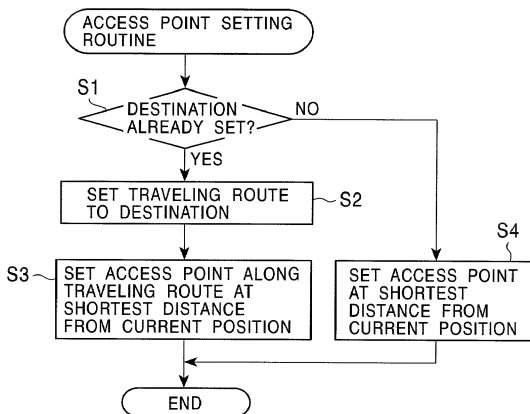 ACCESS POINT SETTING
ROUTINE
S1
DESTINATION
ALREADY SET?
NO
YES
SET TRAVELING ROUTE
TO DESTINATION
S2
S3
SET ACCESS POINT ALONG
TRAVELING ROUTE AT
SHORTEST DISTANCE
FROM CURRENT POSITION
S4
SET ACCESS POINT
AT SHORTEST
DISTANCE FROM
CURRENT POSITION
END